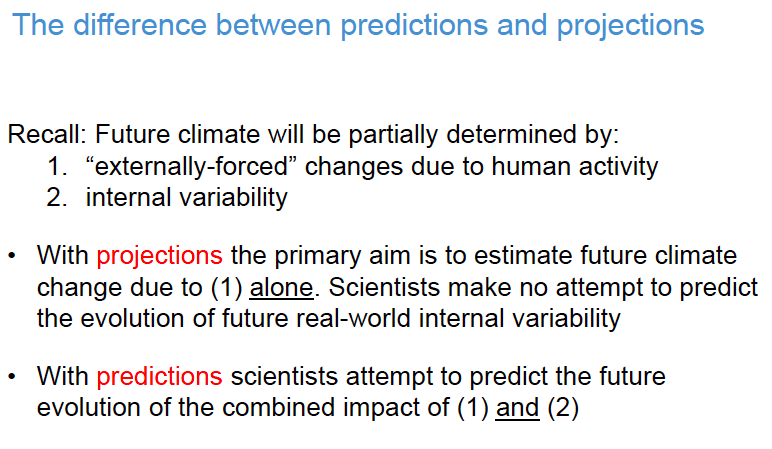 The difference between predictions and projections
Recall: Future climate will be partially determined by:
1. “externally-forced” changes due to human activity
2. internal variability
• With projections the primary aim is to estimate future climate
change due to (1) alone. Scientists make no attempt to predict
the evolution of future real-world internal variability
• With predictions scientists attempt to predict the future
evolution of the combined impact of (1) and (2)